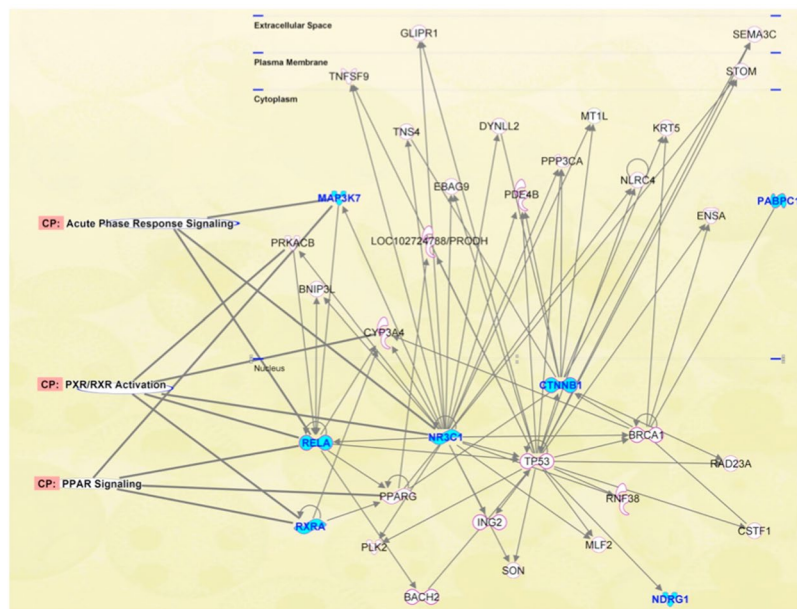 Extracellular Space
GLIPR1
SEMA3C
Plasma Membrane
TNFSF9
STOM
Cytoplasm
TNS4
DYNLL2
MT1L
KRT5
PPP3CA
NLRC4
EBAG9
PDE4B
MAP3K7
PABPC1
ENSA
CP: Acute Phase Response Signaling
PRKACB
LOC102724788/PRODH
BNIP3L
CYP3A4
Nucleus
CP: PXR/RXR Activation
CTNNB1
RELA
NR3C1
BRCA1
TP53
RAD23A
CP: PPAR Signaling
PPARG
RNF38
RXRA
ING2
CSTF1
PLK2
MLF2
SON
BACH2
NDRG1